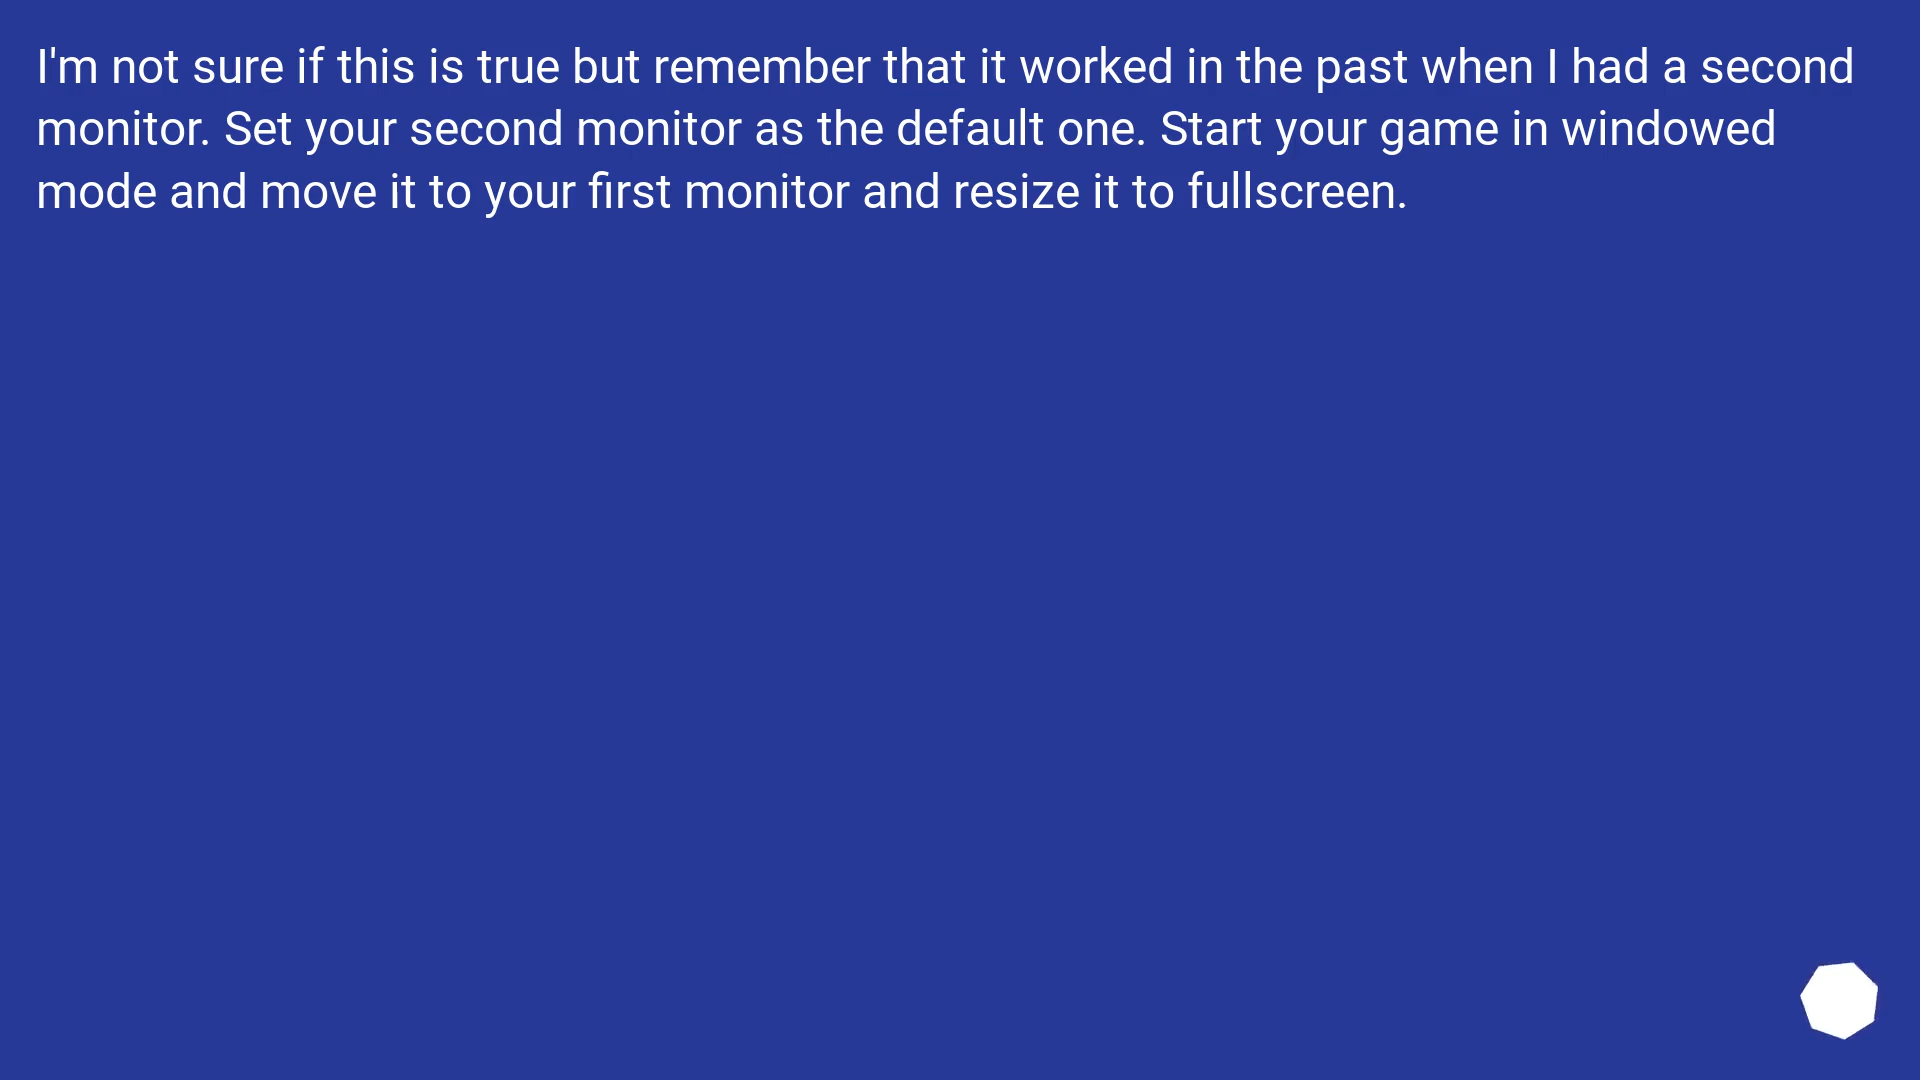 I'm not sure if this is true but remember that it worked in the past when I had a second
monitor. Set your second monitor as the default one. Start your game in windowed
mode and move it to your first monitor and resize it to fullscreen.